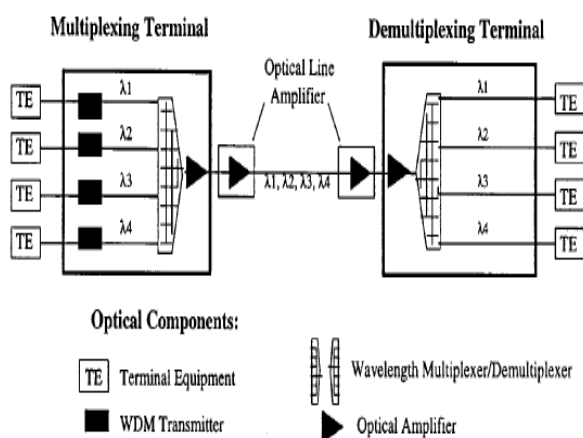 Multiplexing Terminal
Demultiplexing Terminal
Optical Line
Amplifier
TE λ1 λ1 TE
TE λ2 λ2 TE
λ1, λ2, λ3, λ4
TE λ3 λ3 TE
TE λ4 λ4 TE
Optical Components:
TE Terminal Equipment
Wavelength Multiplexer/Demultiplexer
WDM Transmitter
Optical Amplifier